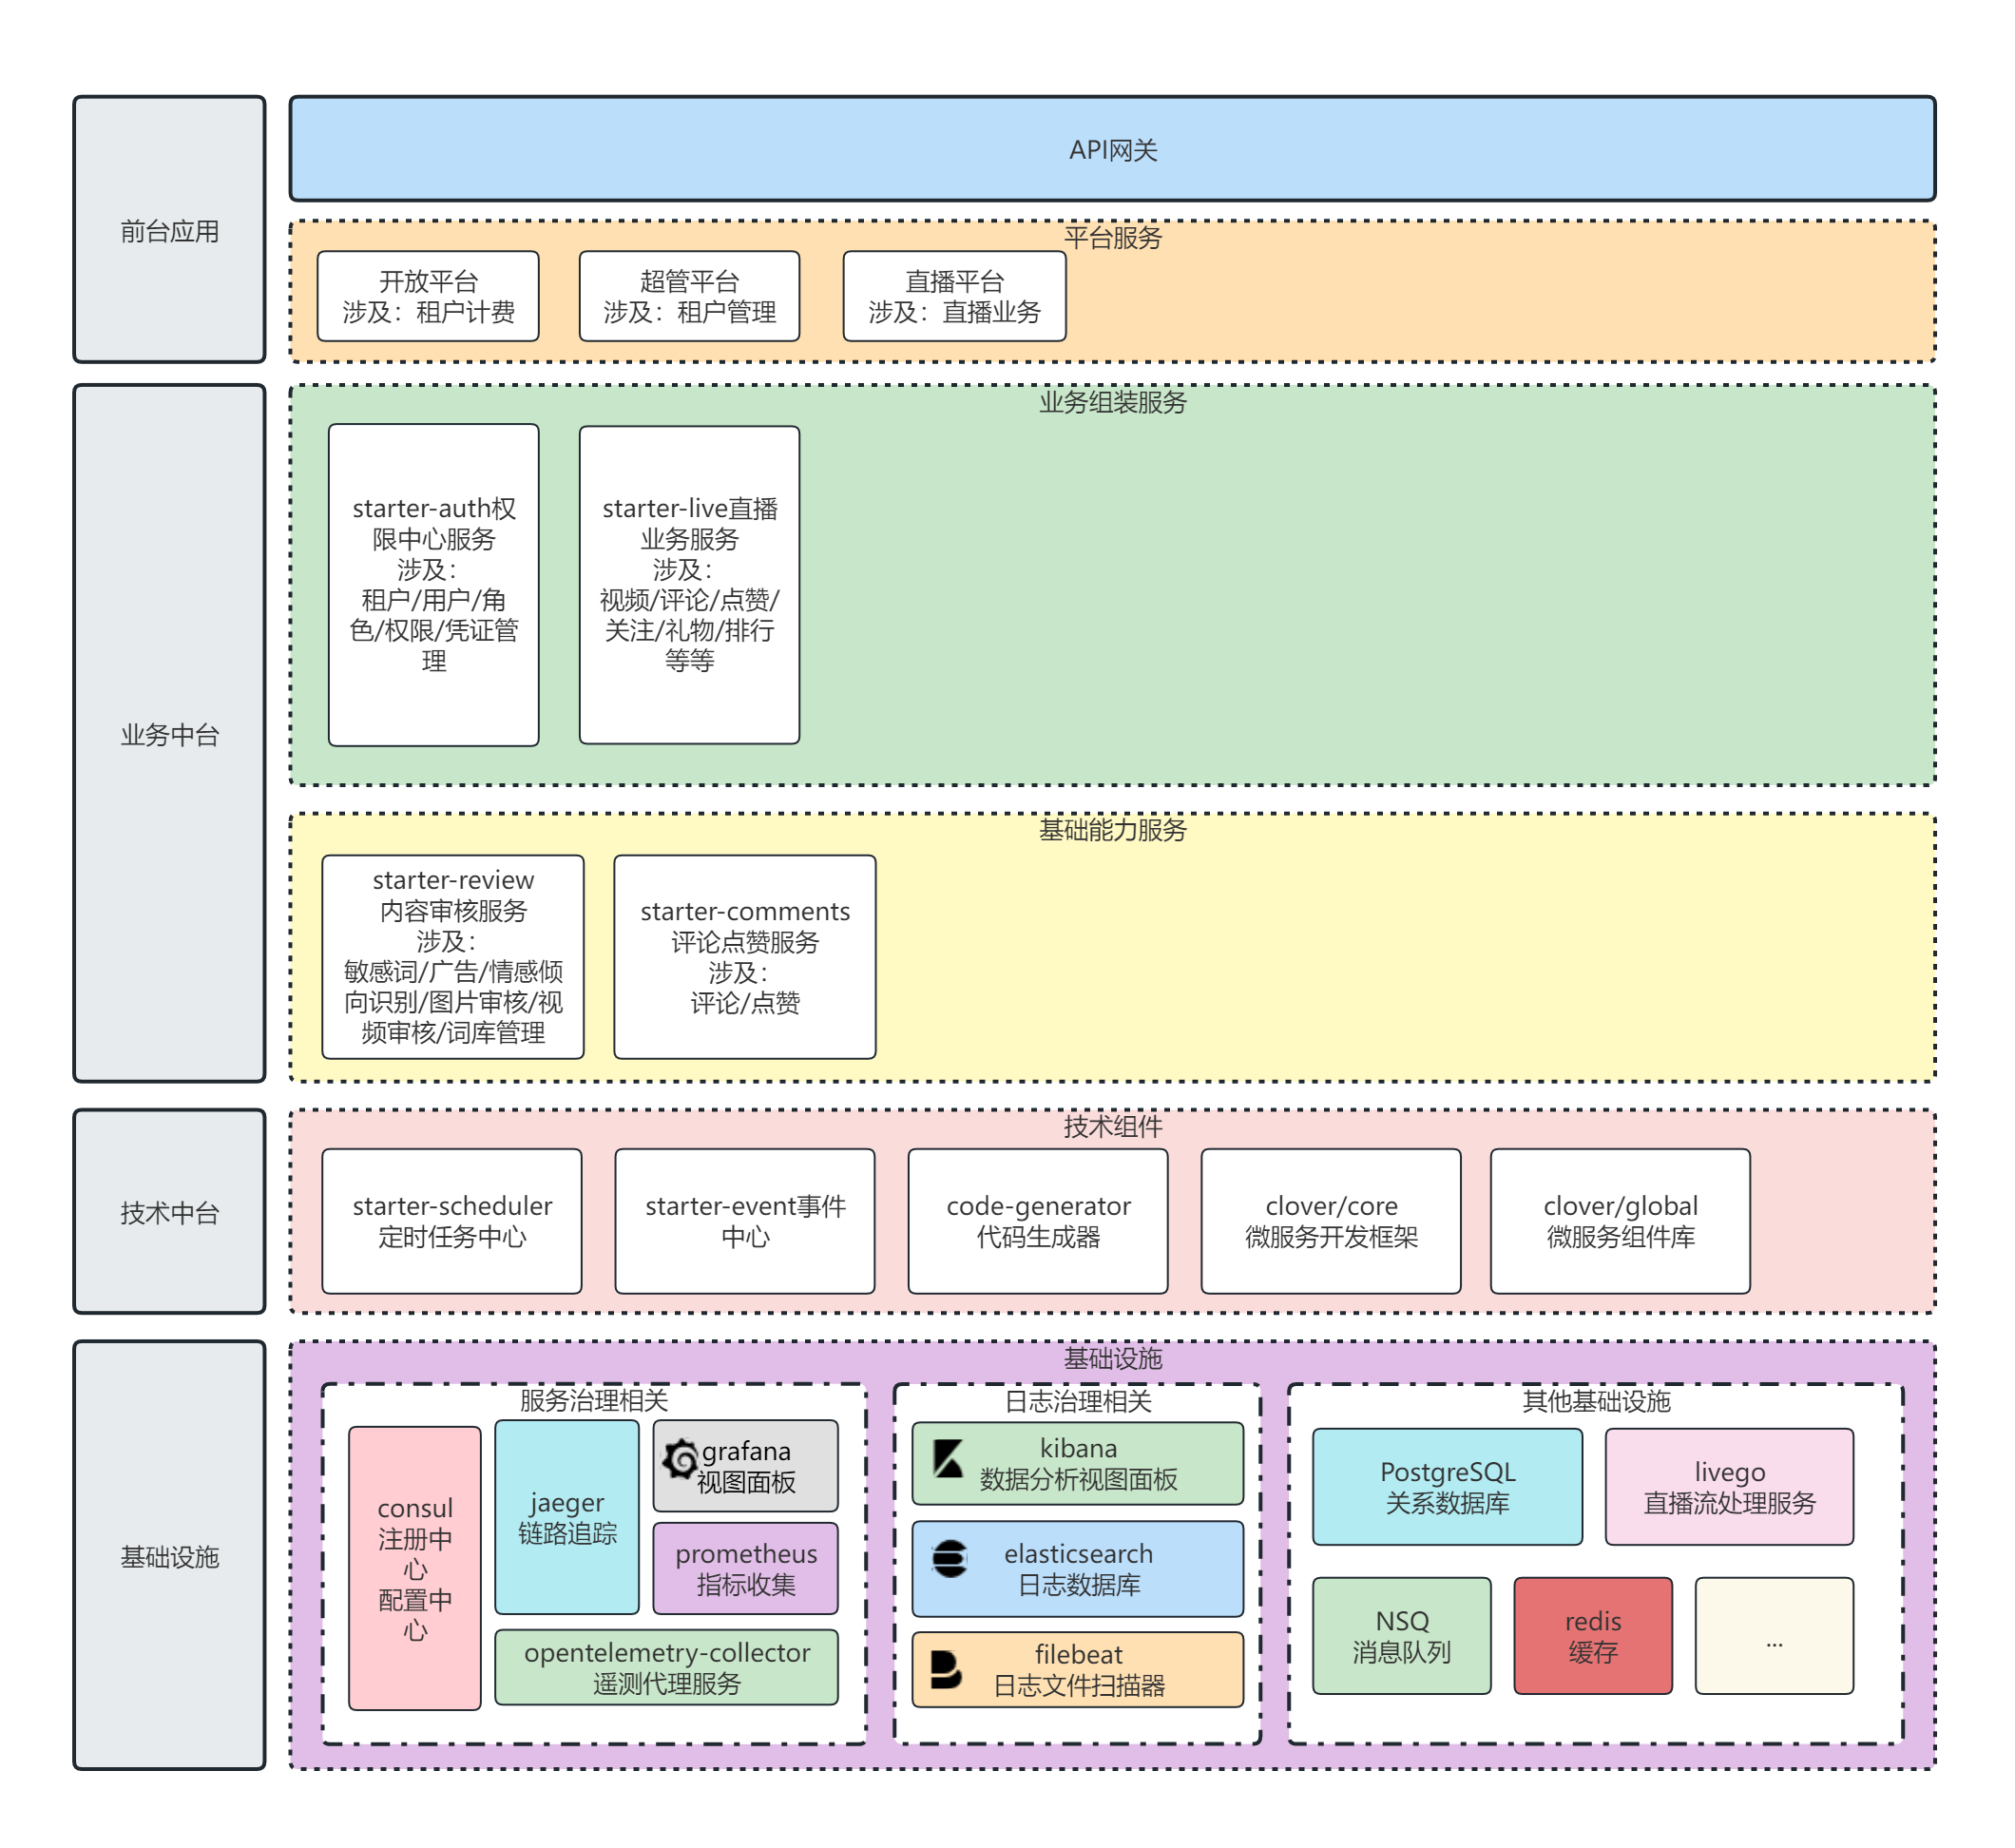 前台应用
API网关
平台服务
开放平台
涉及：租户计费
超管平台
涉及：租户管理
直播平台
涉及：直播业务
业务中台
业务组装服务
starter-auth权
限中心服务
涉及：
租户/用户/角
色/权限/凭证管
理
starter-live直播
业务服务
涉及：
视频/评论/点赞/
关注/礼物/排行
等等
基础能力服务
starter-review
内容审核服务
涉及：
敏感词/广告/情感倾
向识别/图片审核/视
频审核/词库管理
starter-comments
评论点赞服务
涉及：
评论/点赞
技术中台
技术组件
starter-scheduler
定时任务中心
starter-event事件
中心
code-generator
代码生成器
clover/core
微服务开发框架
clover/global
微服务组件库
基础设施
基础设施
服务治理相关
consul
注册中
心
配置中
心
jaeger
链路追踪
grafana
视图面板
prometheus
指标收集
opentelemetry-collector
遥测代理服务
日志治理相关
kibana
数据分析视图面板
elasticsearch
日志数据库
filebeat
日志文件扫描器
其他基础设施
PostgreSQL
关系数据库
livego
直播流处理服务
NSQ
消息队列
redis
缓存
...